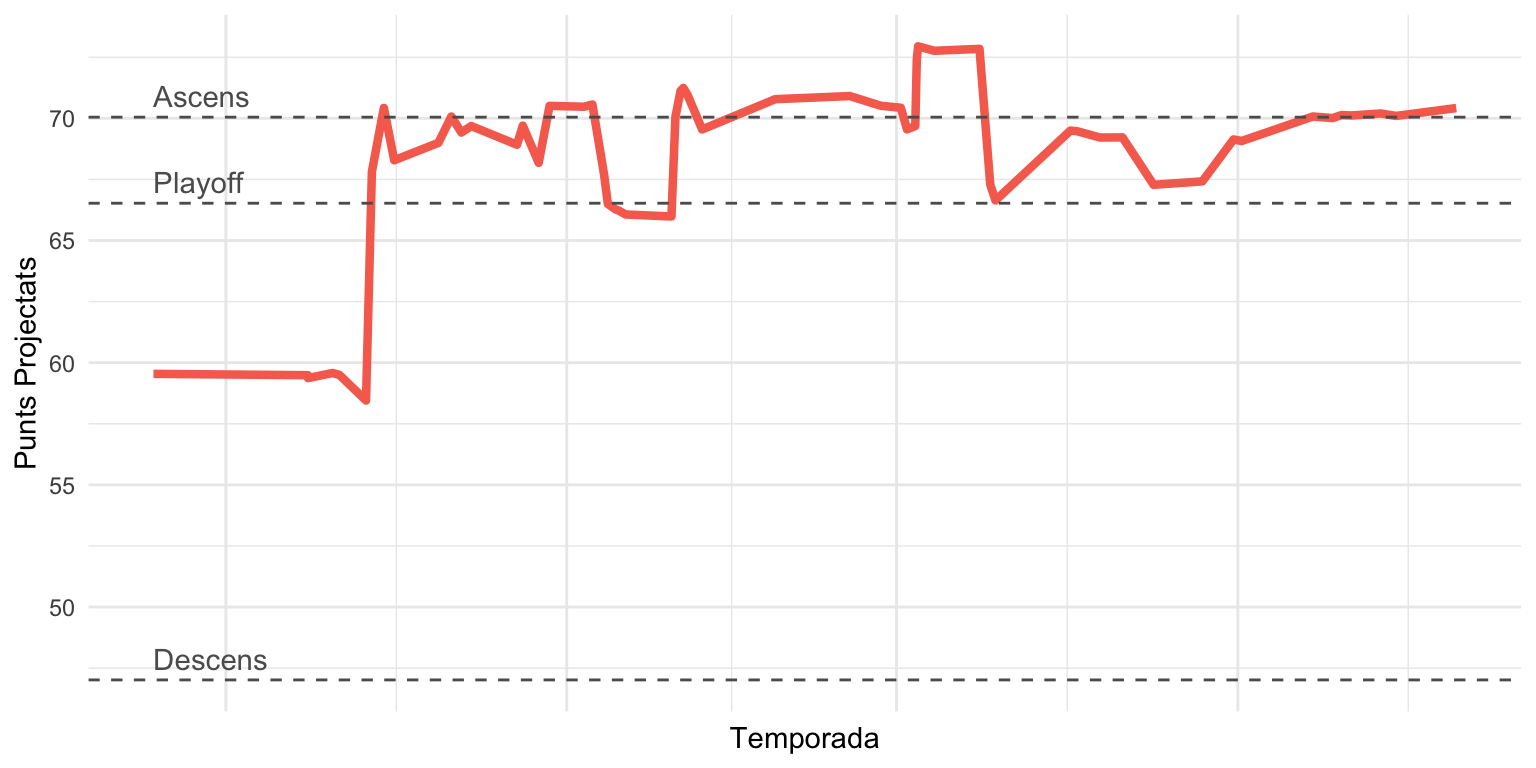 Ascens
70
Playoff
65
Punts Projectats
60
55
50
Descens
Temporada